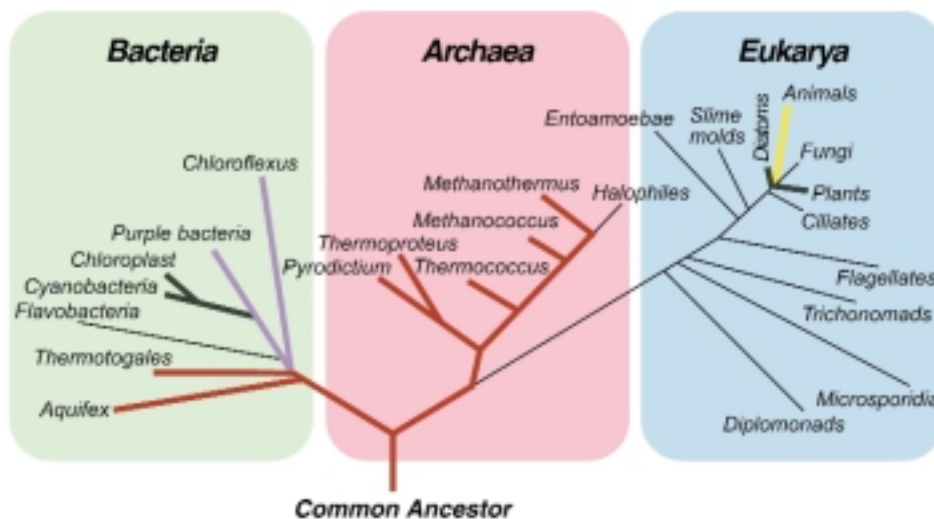 Bacteria
Archaea
Eukarya
Chloroflexus
Purple bacteria
Chloroplast
Cyanobacteria
Flavobacteria
Thermotogales
Aquifex
Methanothermus
Halophiles
Methanococcus
Thermoproteus
Pyrodictium
Thermococcus
Entoamoebae
Slime
molds
Diatoms
Animals
Fungi
Plants
Ciliates
Flagellates
Trichonomads
Microsporidia
Diplomonads
Common Ancestor